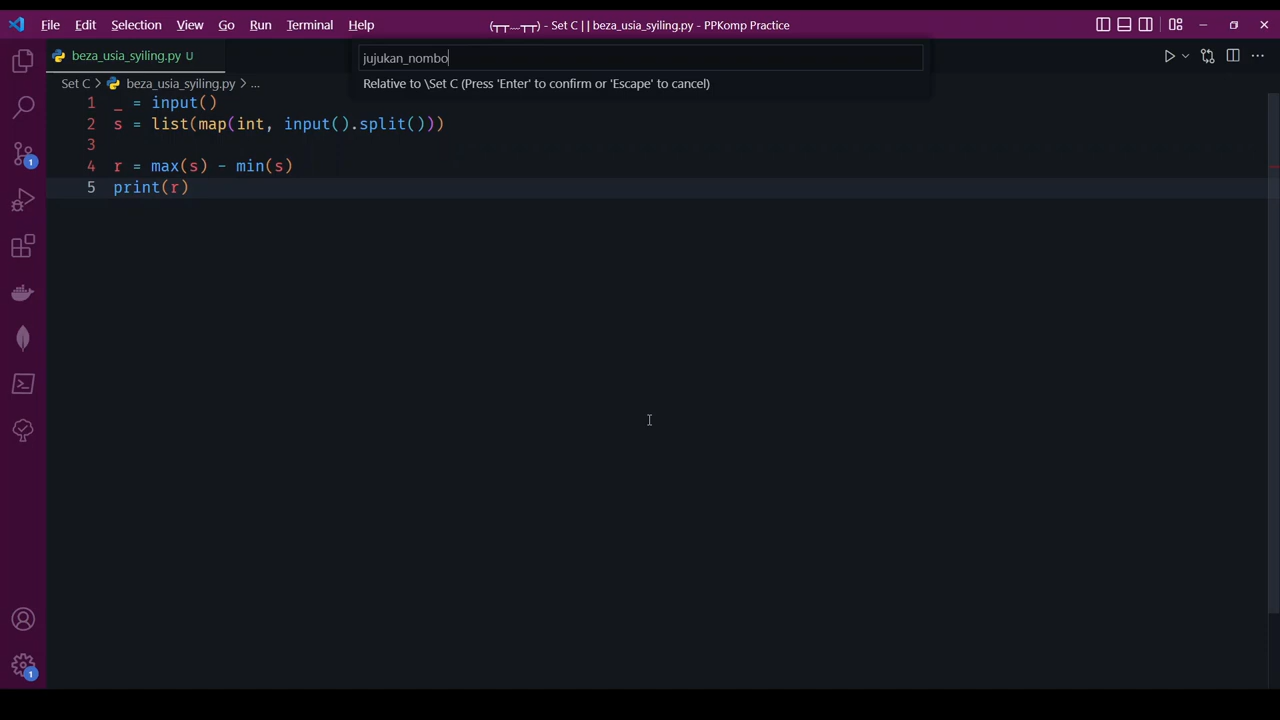 File Edit Selection View Go Run Terminal Help (┬┬﹏┬┬) - Set C | | beza_usia_syiling.py - PPKomp Practice
beza_usia_syiling.py U
jujukan_nombo
Relative to \Set C (Press 'Enter' to confirm or 'Escape' to cancel)
Set C > beza_usia_syiling.py > ...
1 _ = input()
2 s = list(map(int, input().split()))
3
4 r = max(s) - min(s)
5 print(r)
1
1